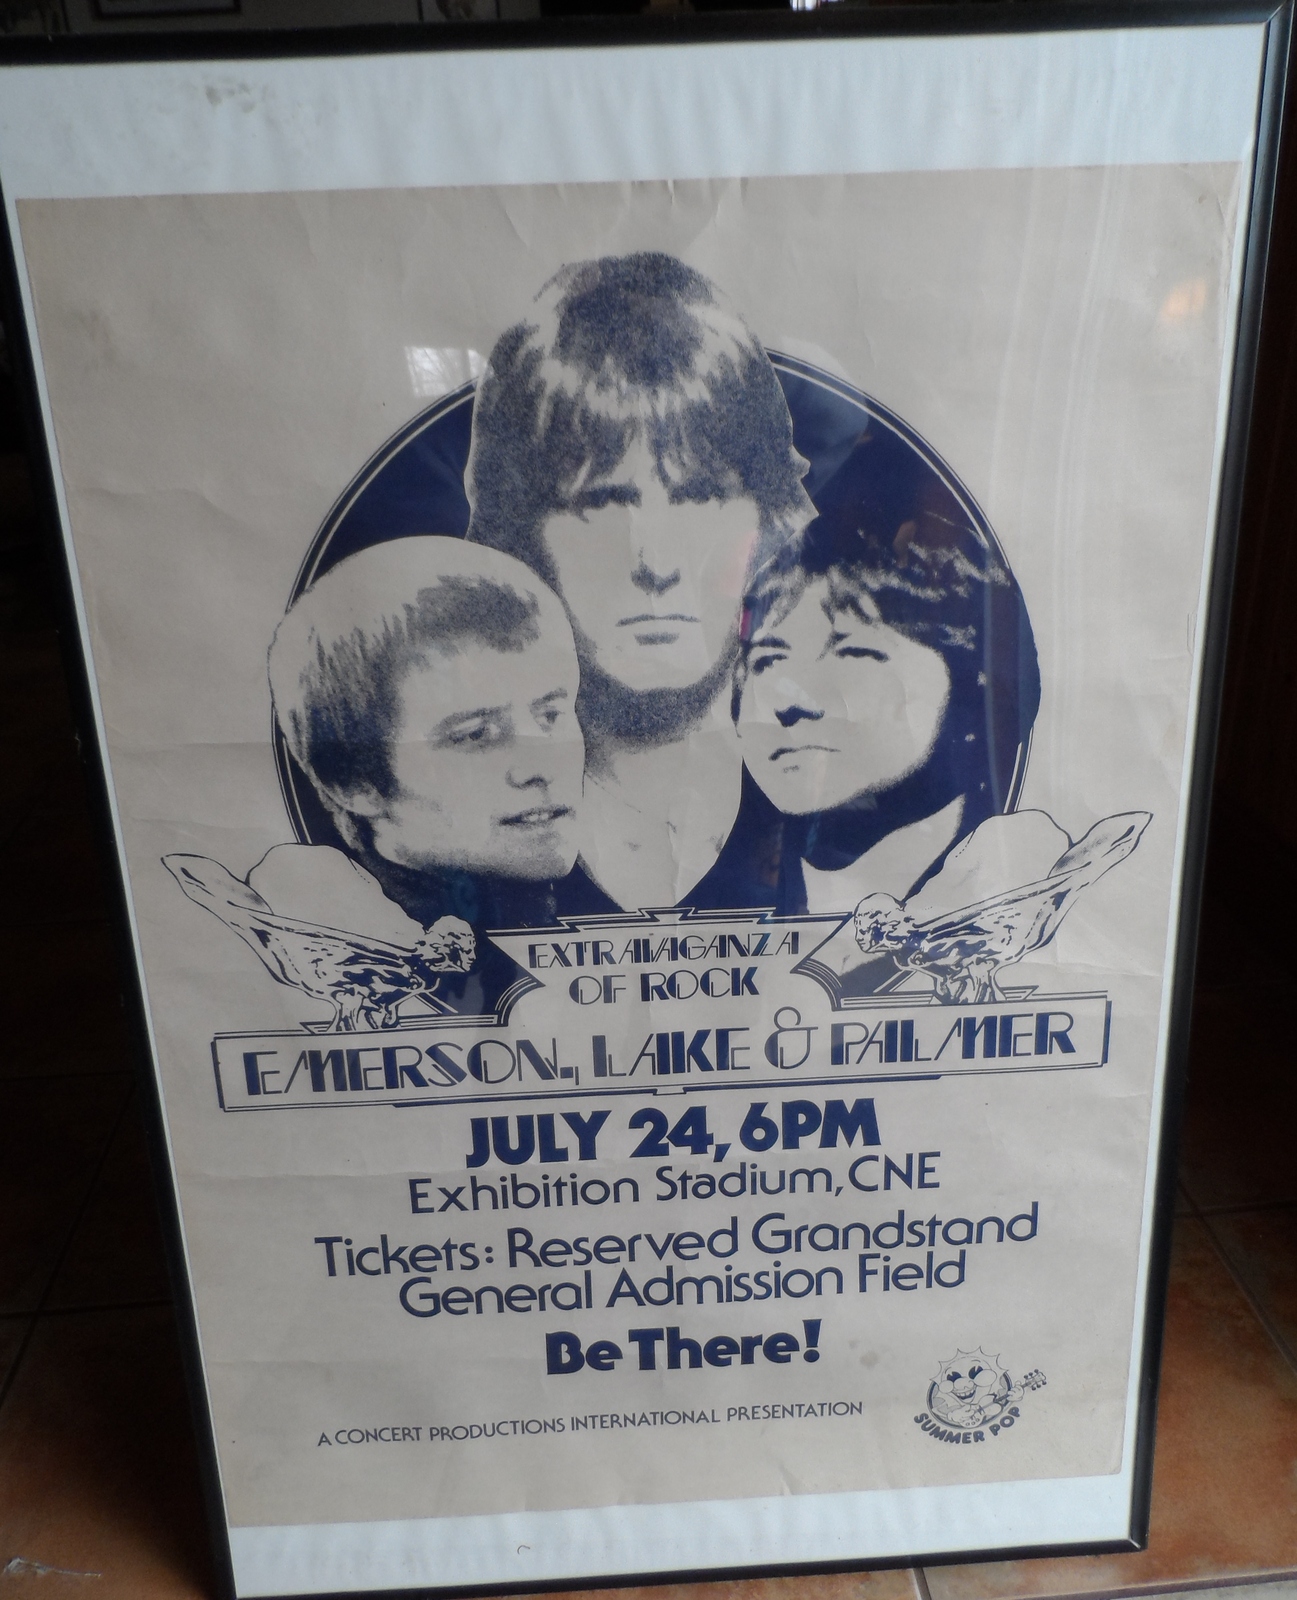 EXTRAVAGANZA
OF ROCK
EMERSON, LAKE & PALMER
JULY 24, 6PM
Exhibition Stadium, CNE
Tickets: Reserved Grandstand
General Admission Field
Be There!
A CONCERT PRODUCTIONS INTERNATIONAL PRESENTATION
SUMMER POP